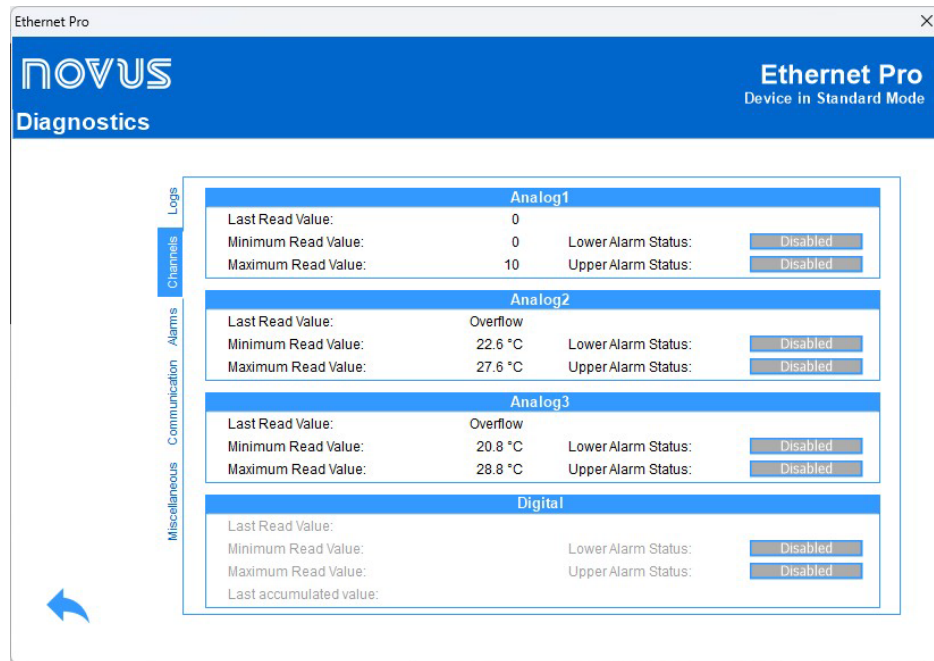 Ethernet Pro
NOVUS
Ethernet Pro
Device in Standard Mode
Diagnostics
Logs
Channels
Alarms
Communication
Miscellaneous
Analog1
Last Read Value: 0
Minimum Read Value: 0 Lower Alarm Status: Disabled
Maximum Read Value: 10 Upper Alarm Status: Disabled
Analog2
Last Read Value: Overflow
Minimum Read Value: 22.6 °C Lower Alarm Status: Disabled
Maximum Read Value: 27.6 °C Upper Alarm Status: Disabled
Analog3
Last Read Value: Overflow
Minimum Read Value: 20.8 °C Lower Alarm Status: Disabled
Maximum Read Value: 28.8 °C Upper Alarm Status: Disabled
Digital
Last Read Value:
Minimum Read Value: Lower Alarm Status: Disabled
Maximum Read Value: Upper Alarm Status: Disabled
Last accumulated value: